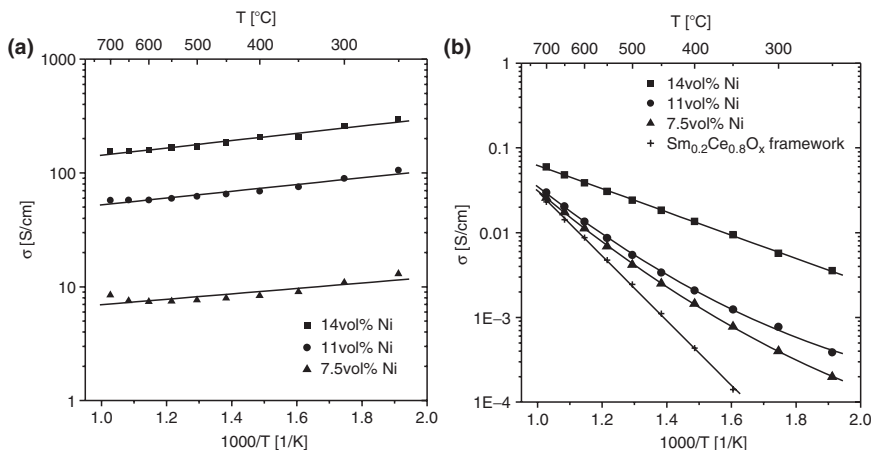 (a)
T [°C]
700 600 500 400 300
1000
100
10
1
σ [S/cm]
14vol% Ni
11vol% Ni
7.5vol% Ni
1.0 1.2 1.4 1.6 1.8 2.0
1000/T [1/K]
(b)
T [°C]
700 600 500 400 300
1
0.1
0.01
1E−3
1E−4
σ [S/cm]
14vol% Ni
11vol% Ni
7.5vol% Ni
Sm0.2Ce0.8Ox framework
1.0 1.2 1.4 1.6 1.8 2.0
1000/T [1/K]